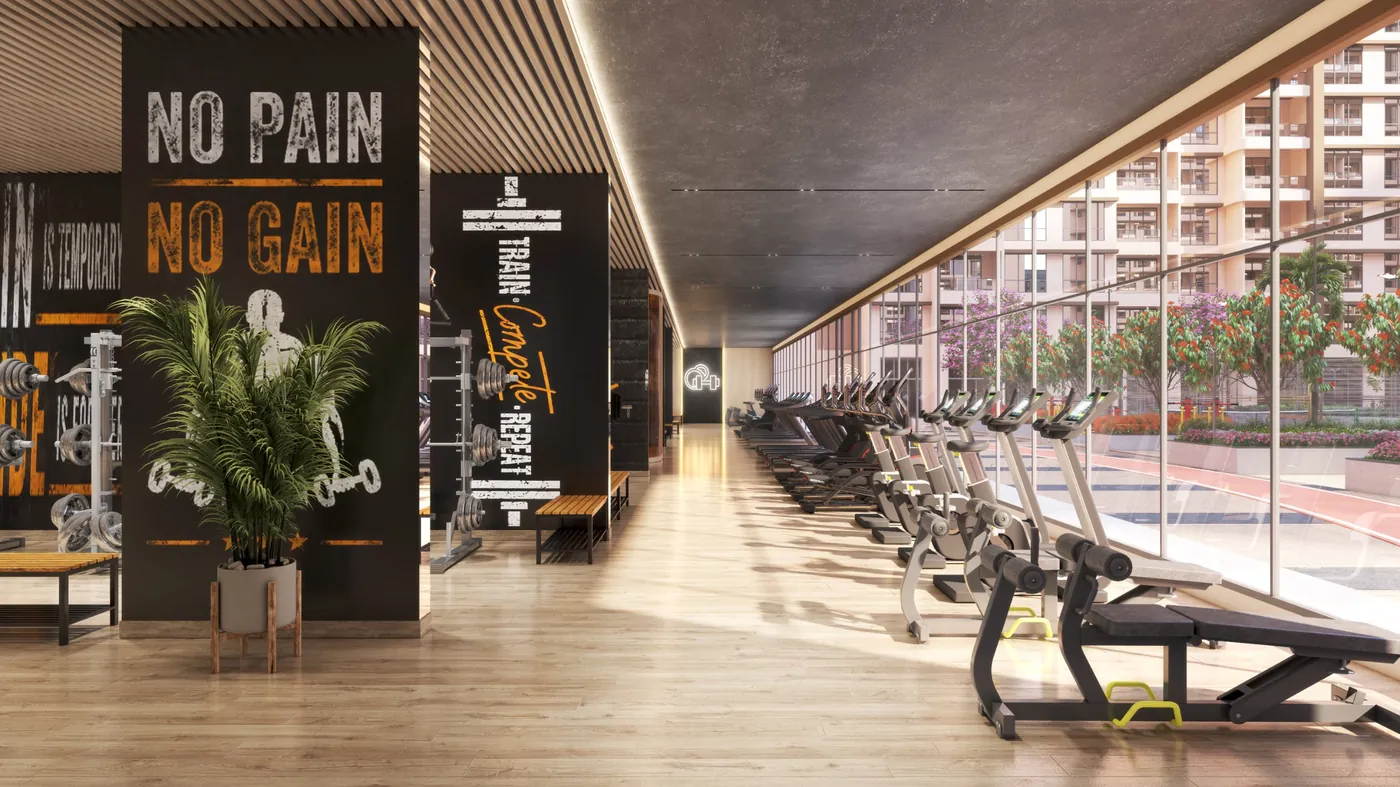 NO PAIN
NO GAIN
IS TEMPORARY
TRAIN
Compete
REPEAT